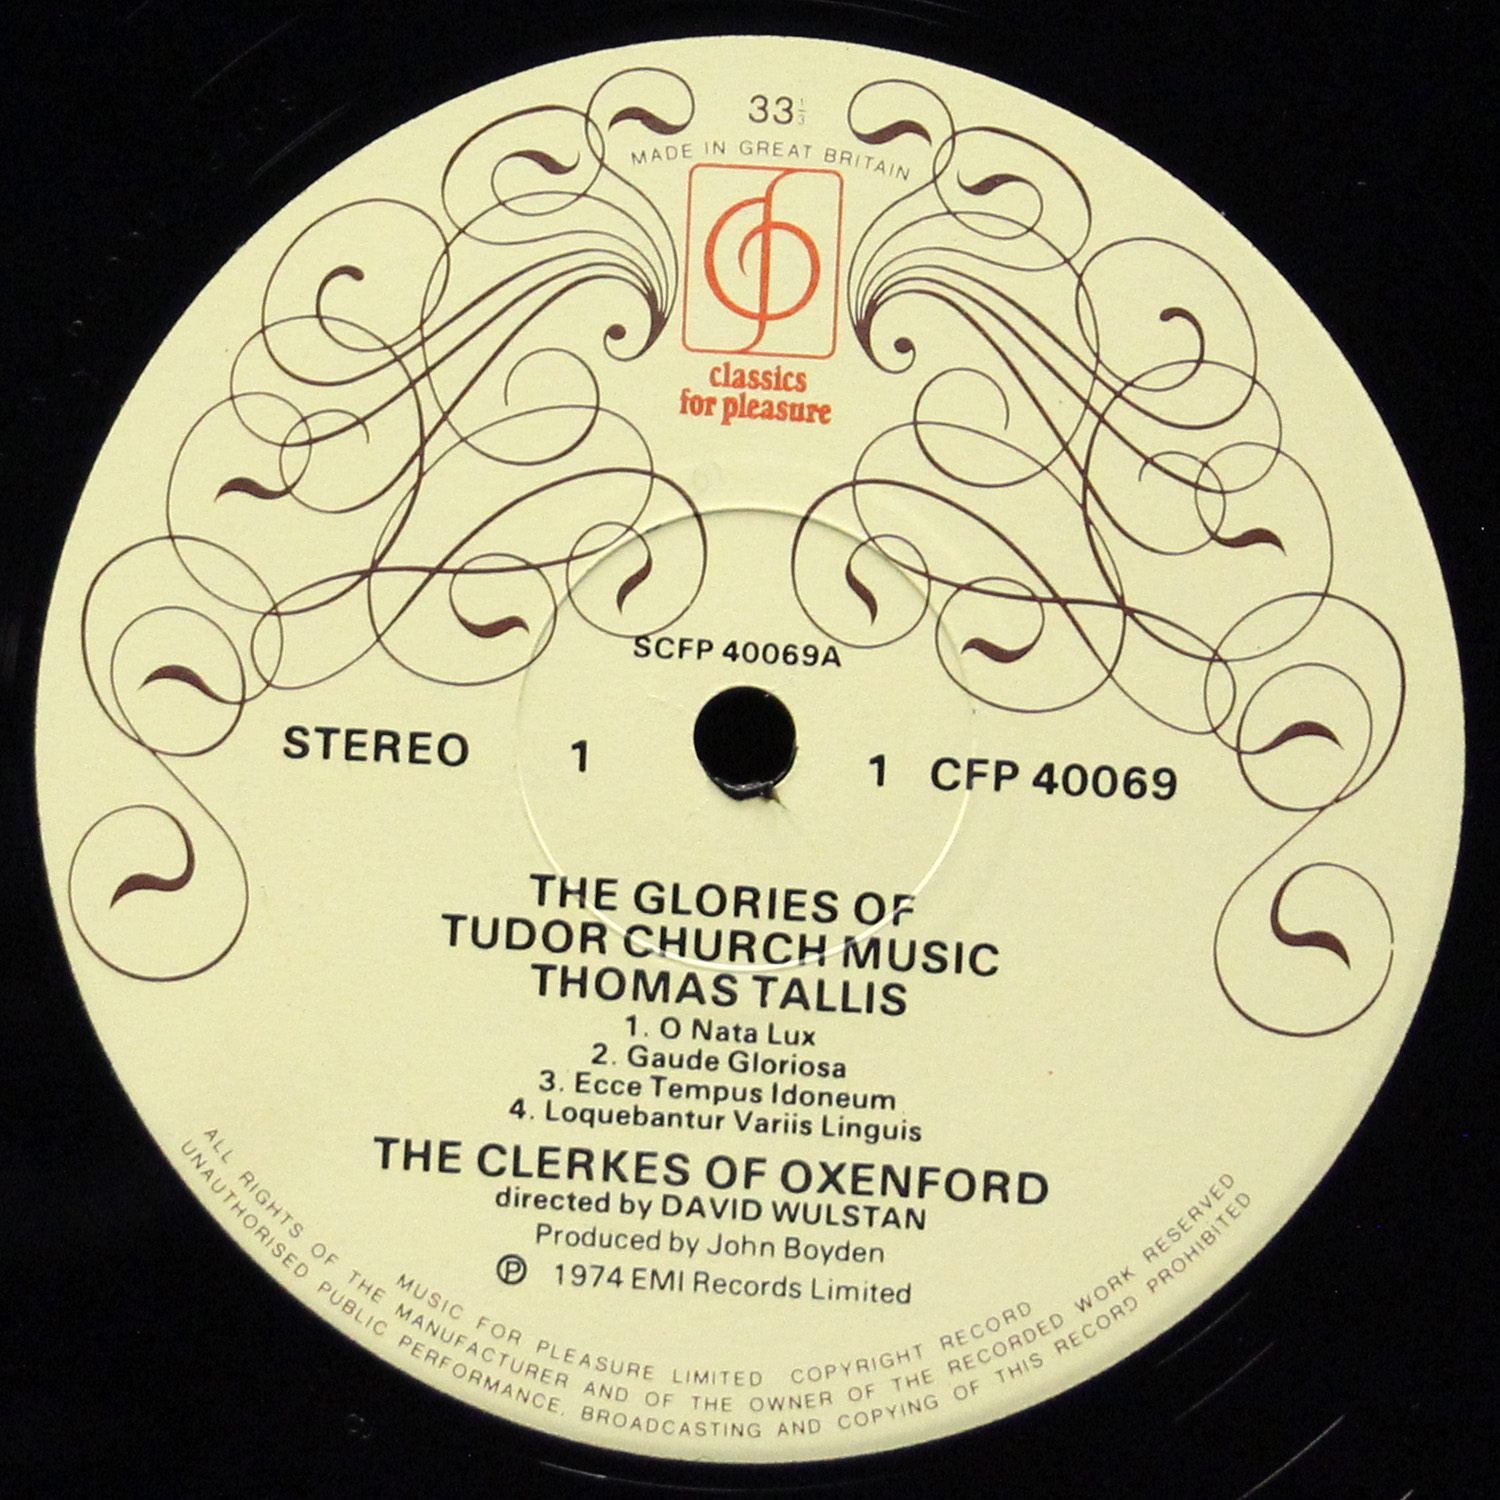 33⅓
MADE IN GREAT BRITAIN
classics
for pleasure
SCFP 40069A
STEREO 1 1 CFP 40069
THE GLORIES OF
TUDOR CHURCH MUSIC
THOMAS TALLIS
1. O Nata Lux
2. Gaude Gloriosa
3. Ecce Tempus Idoneum
4. Loquebantur Variis Linguis
THE CLERKES OF OXENFORD
directed by DAVID WULSTAN
Produced by John Boyden
℗ 1974 EMI Records Limited
MUSIC FOR PLEASURE LIMITED COPYRIGHT RECORD
ALL RIGHTS OF THE MANUFACTURER AND OF THE OWNER OF THE RECORDED WORK RESERVED
UNAUTHORISED PUBLIC PERFORMANCE, BROADCASTING AND COPYING OF THIS RECORD PROHIBITED